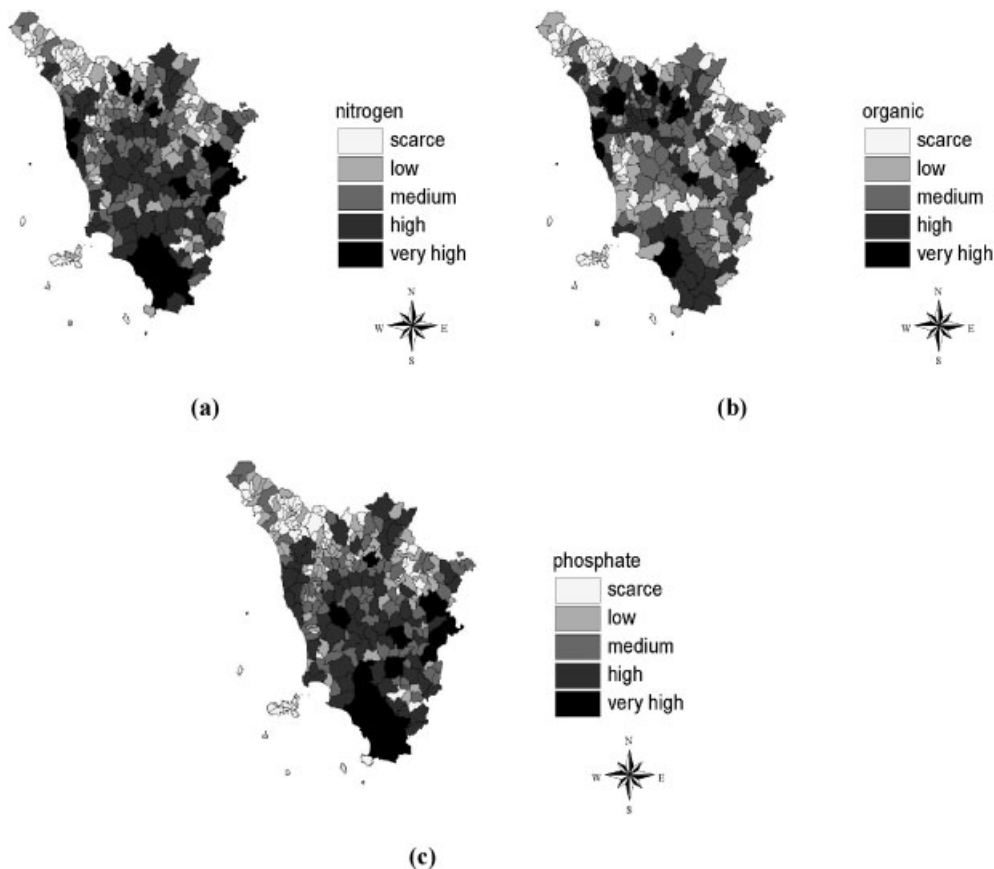 nitrogen
scarce
low
medium
high
very high
N
W E
S
(a)
organic
scarce
low
medium
high
very high
N
W E
S
(b)
phosphate
scarce
low
medium
high
very high
N
W E
S
(c)